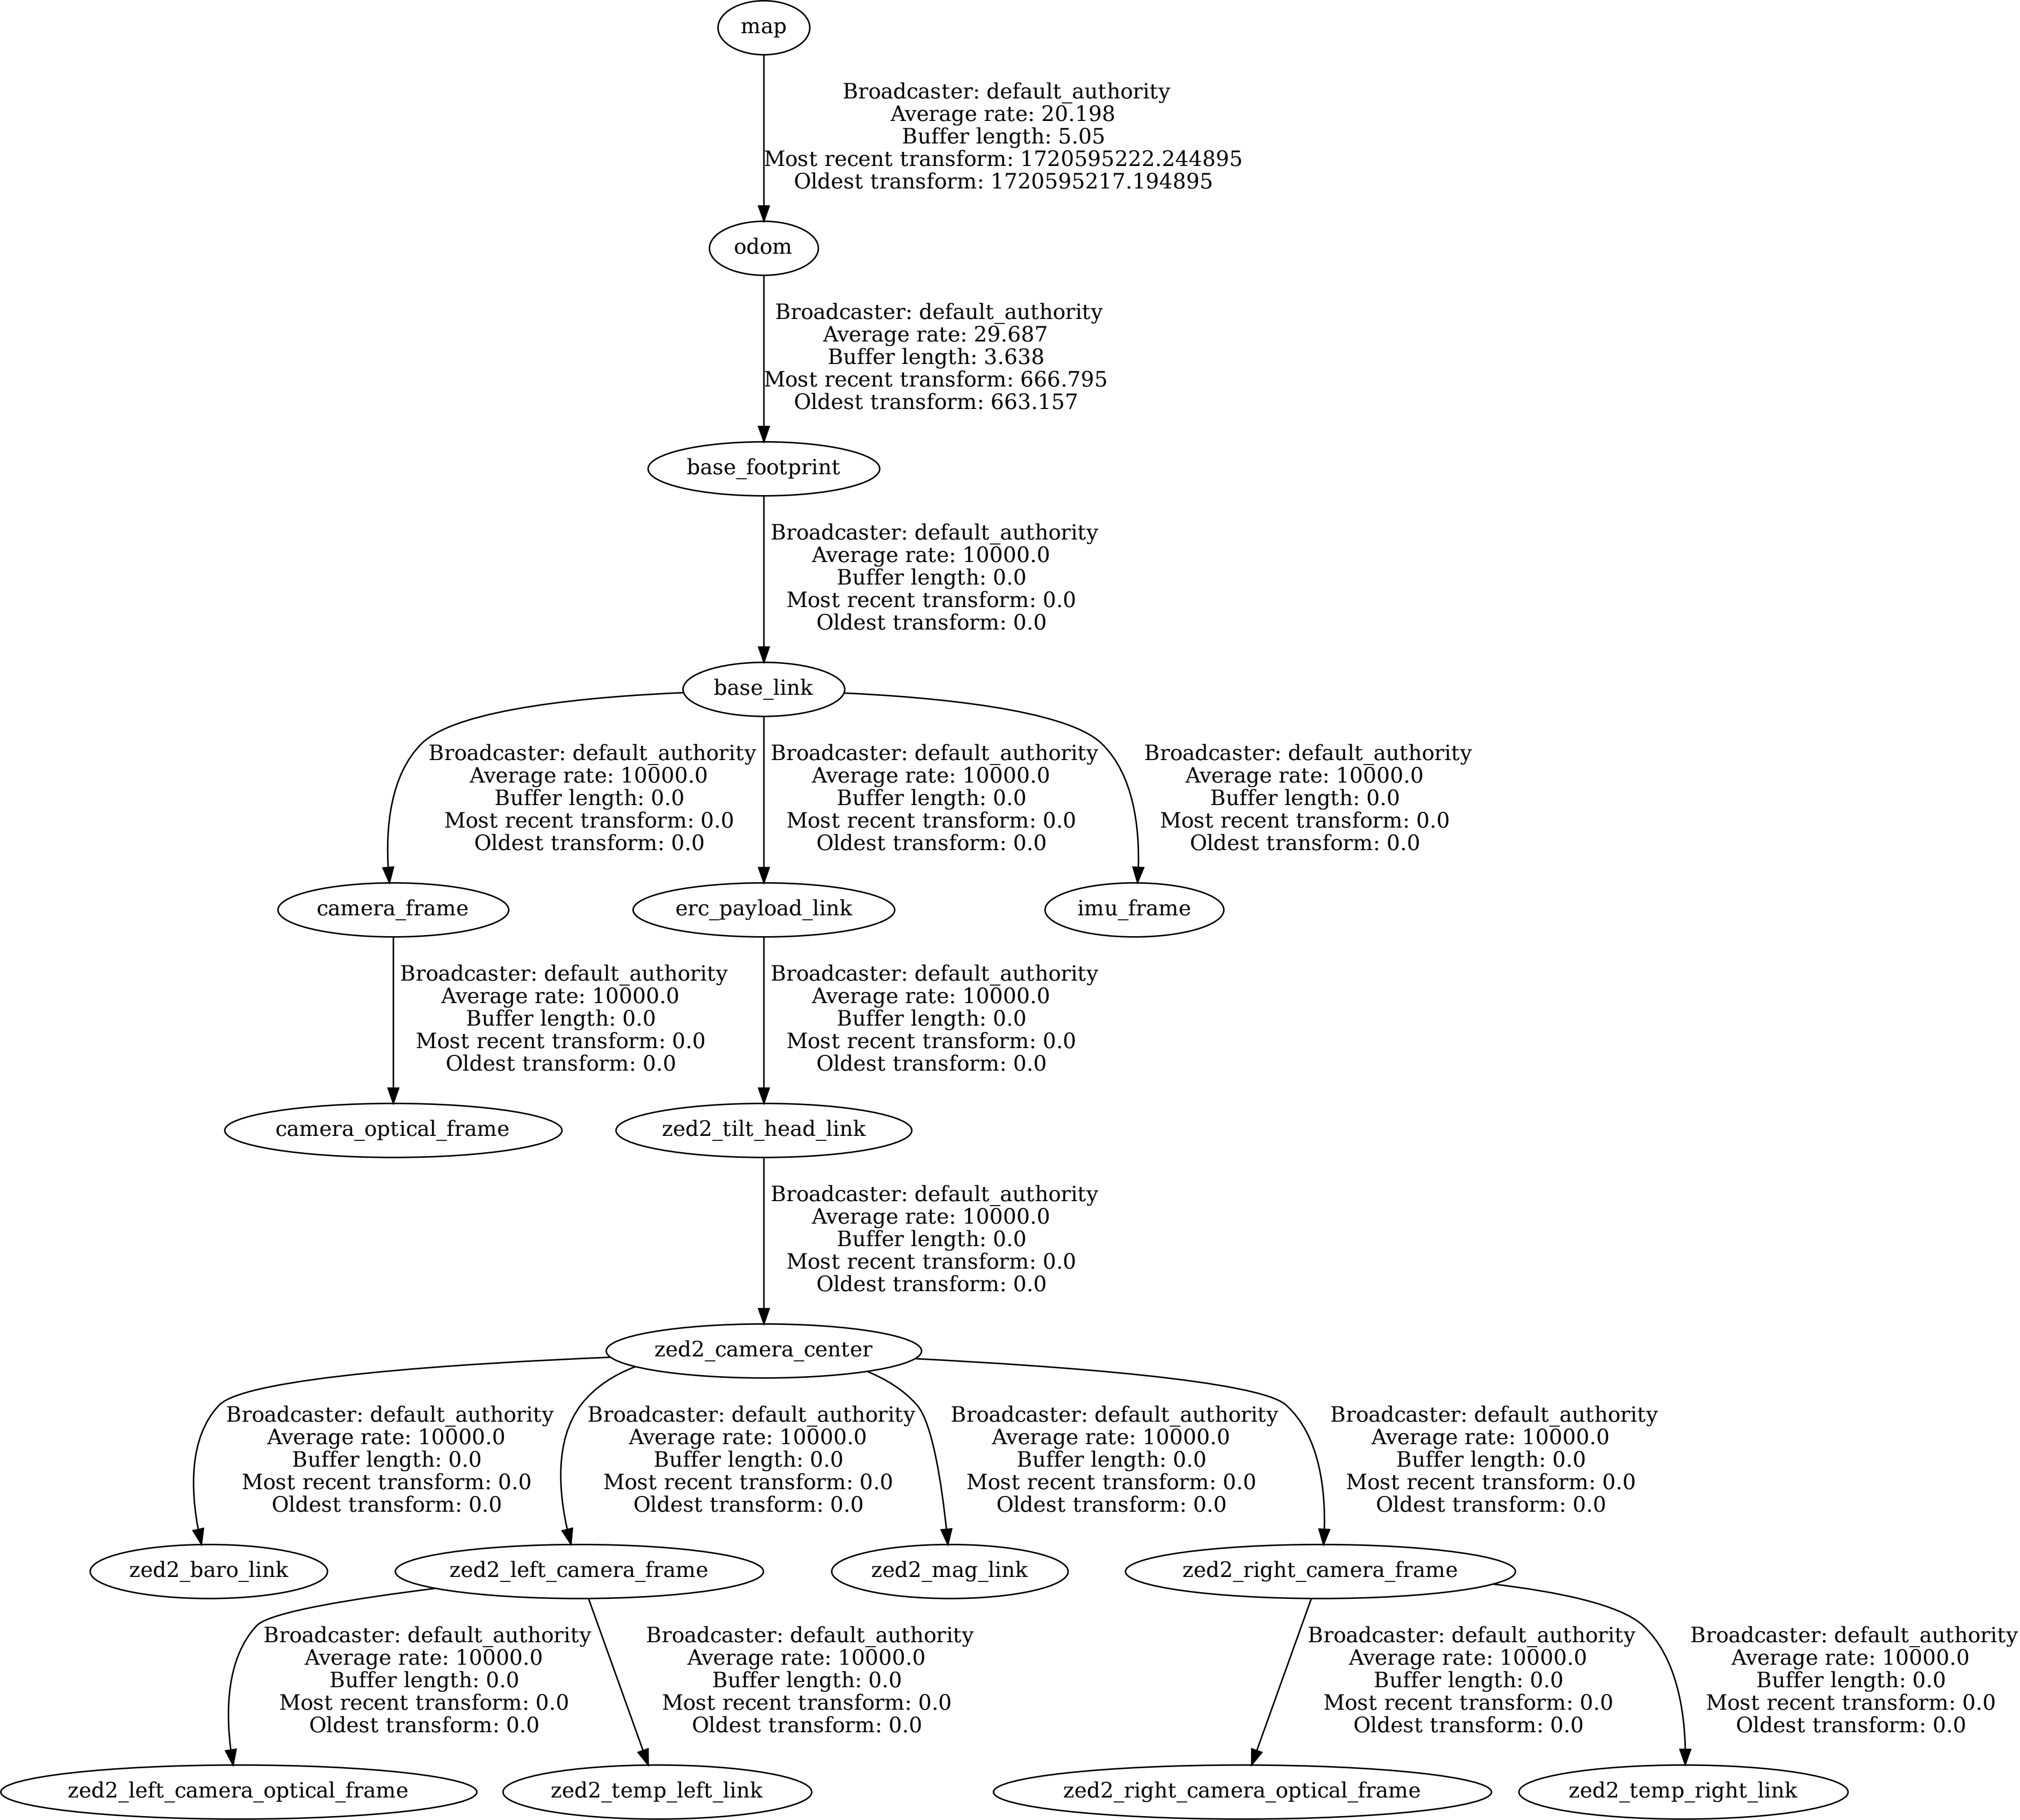 map
Broadcaster: default_authority
Average rate: 20.198
Buffer length: 5.05
Most recent transform: 1720595222.244895
Oldest transform: 1720595217.194895
odom
Broadcaster: default_authority
Average rate: 29.687
Buffer length: 3.638
Most recent transform: 666.795
Oldest transform: 663.157
base_footprint
Broadcaster: default_authority
Average rate: 10000.0
Buffer length: 0.0
Most recent transform: 0.0
Oldest transform: 0.0
base_link
Broadcaster: default_authority
Average rate: 10000.0
Buffer length: 0.0
Most recent transform: 0.0
Oldest transform: 0.0
Broadcaster: default_authority
Average rate: 10000.0
Buffer length: 0.0
Most recent transform: 0.0
Oldest transform: 0.0
Broadcaster: default_authority
Average rate: 10000.0
Buffer length: 0.0
Most recent transform: 0.0
Oldest transform: 0.0
camera_frame
erc_payload_link
imu_frame
Broadcaster: default_authority
Average rate: 10000.0
Buffer length: 0.0
Most recent transform: 0.0
Oldest transform: 0.0
Broadcaster: default_authority
Average rate: 10000.0
Buffer length: 0.0
Most recent transform: 0.0
Oldest transform: 0.0
camera_optical_frame
zed2_tilt_head_link
Broadcaster: default_authority
Average rate: 10000.0
Buffer length: 0.0
Most recent transform: 0.0
Oldest transform: 0.0
zed2_camera_center
Broadcaster: default_authority
Average rate: 10000.0
Buffer length: 0.0
Most recent transform: 0.0
Oldest transform: 0.0
Broadcaster: default_authority
Average rate: 10000.0
Buffer length: 0.0
Most recent transform: 0.0
Oldest transform: 0.0
Broadcaster: default_authority
Average rate: 10000.0
Buffer length: 0.0
Most recent transform: 0.0
Oldest transform: 0.0
Broadcaster: default_authority
Average rate: 10000.0
Buffer length: 0.0
Most recent transform: 0.0
Oldest transform: 0.0
zed2_baro_link
zed2_left_camera_frame
zed2_mag_link
zed2_right_camera_frame
Broadcaster: default_authority
Average rate: 10000.0
Buffer length: 0.0
Most recent transform: 0.0
Oldest transform: 0.0
Broadcaster: default_authority
Average rate: 10000.0
Buffer length: 0.0
Most recent transform: 0.0
Oldest transform: 0.0
Broadcaster: default_authority
Average rate: 10000.0
Buffer length: 0.0
Most recent transform: 0.0
Oldest transform: 0.0
Broadcaster: default_authority
Average rate: 10000.0
Buffer length: 0.0
Most recent transform: 0.0
Oldest transform: 0.0
zed2_left_camera_optical_frame
zed2_temp_left_link
zed2_right_camera_optical_frame
zed2_temp_right_link